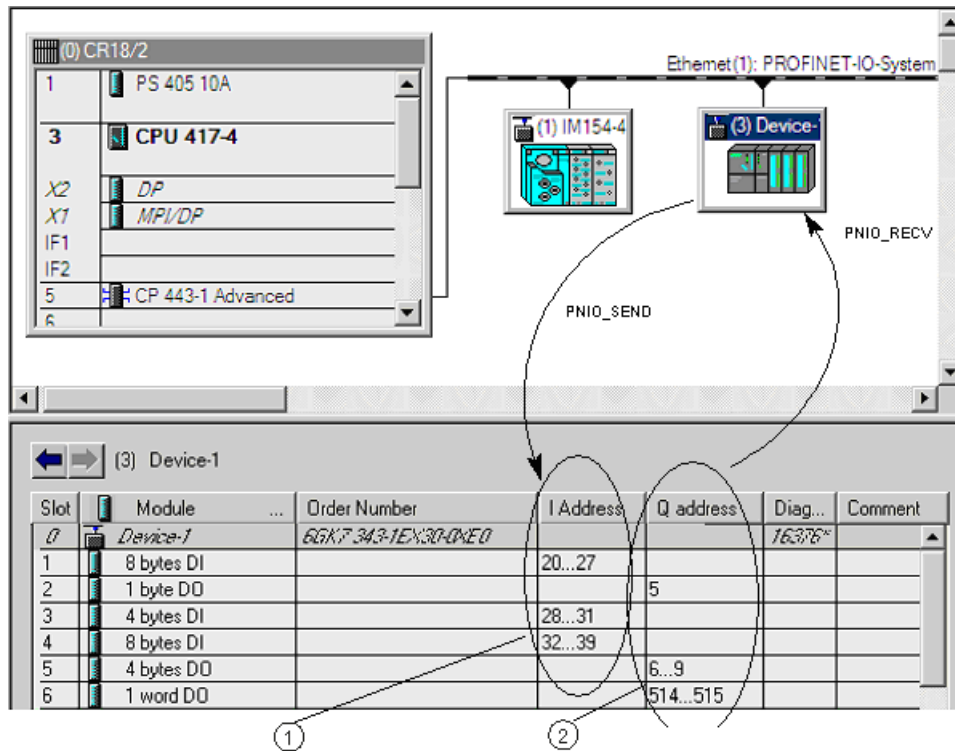 (0) CR18/2
1 PS 405 10A
3 CPU 417-4
X2 DP
X1 MPI/DP
IF1
IF2
5 CP 443-1 Advanced
6
Ethernet(1): PROFINET-IO-System
(1) IM154-4
(3) Device-
PNIO_RECV
PNIO_SEND
(3) Device-1
Slot Module ... Order Number I Address Q address Diag... Comment
0 Device-1 6GK7 343-1EX30-0XE0 16376*
1 8 bytes DI 20...27
2 1 byte DO 5
3 4 bytes DI 28...31
4 8 bytes DI 32...39
5 4 bytes DO 6...9
6 1 word DO 514...515
1 2